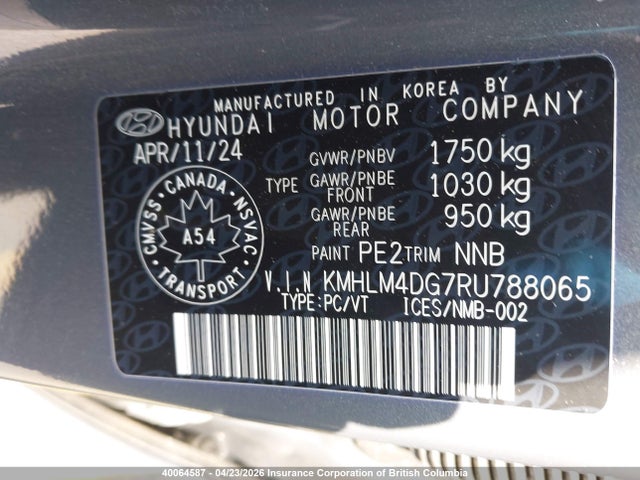 MANUFACTURED IN KOREA BY
HYUNDAI MOTOR COMPANY
APR/11/24 GVWR/PNBV 1750 kg
TYPE GAWR/PNBE FRONT 1030 kg
GAWR/PNBE REAR 950 kg
CANADA
CMVSS NSVAC
A54
TRANSPORT
PAINT PE2 TRIM NNB
V.I.N KMHLM4DG7RU788065
TYPE:PC/VT ICES/NMB-002
40064587 - 04/23/2026 Insurance Corporation of British Columbia